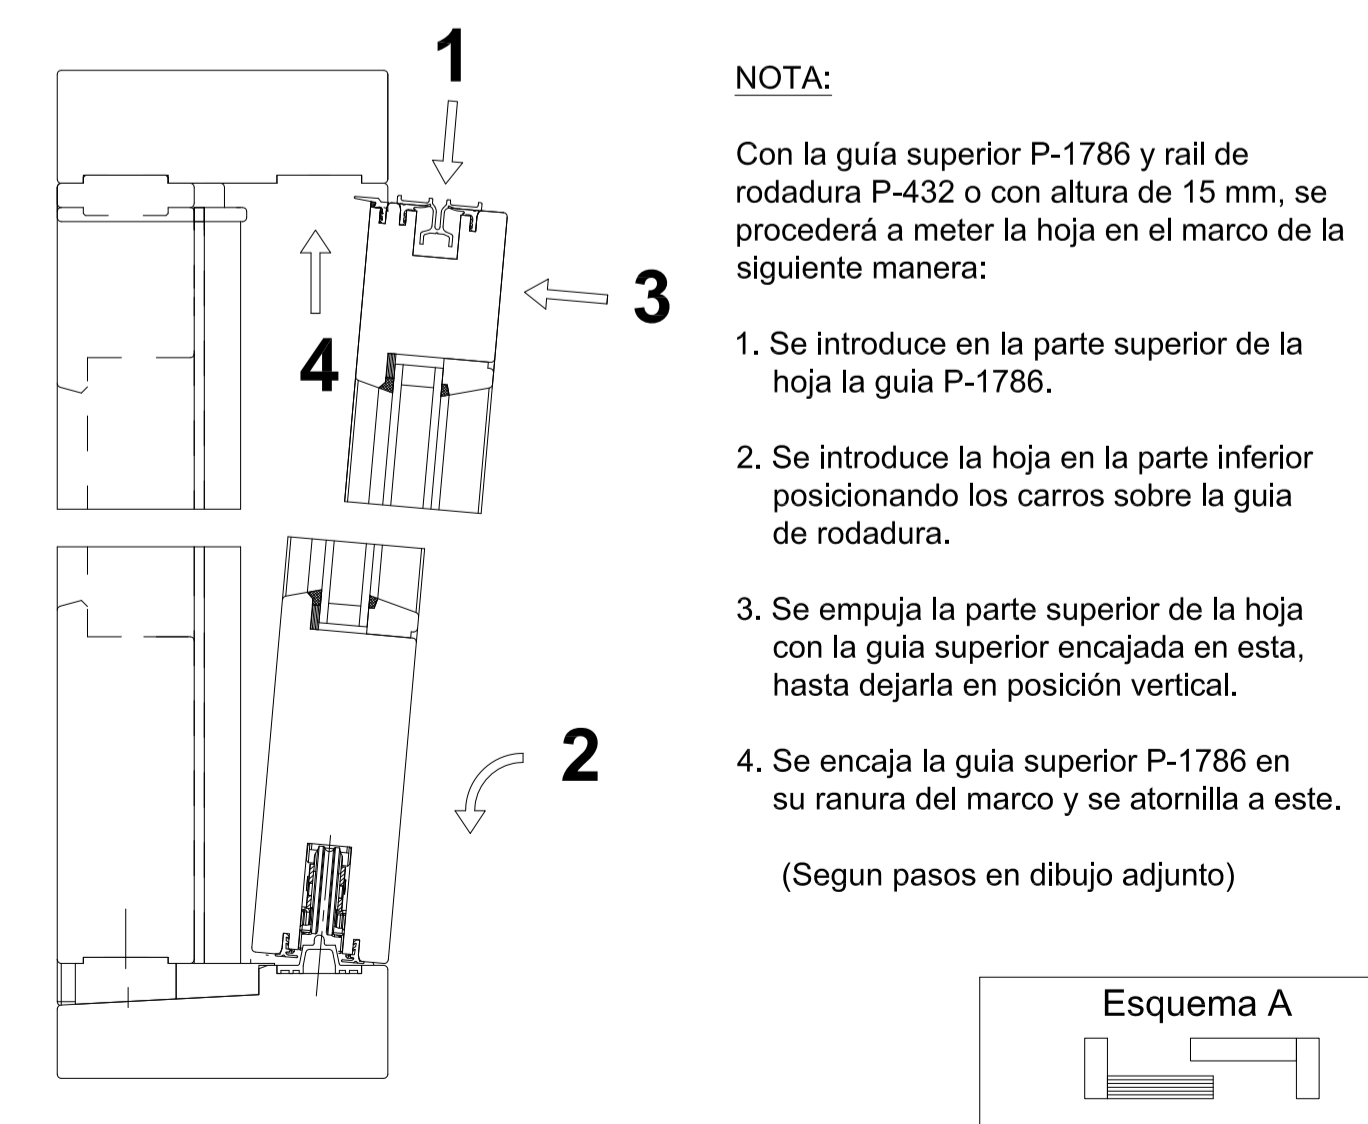 1
3
4
2
NOTA:
Con la guía superior P-1786 y rail de
rodadura P-432 o con altura de 15 mm, se
procederá a meter la hoja en el marco de la
siguiente manera:
1. Se introduce en la parte superior de la
hoja la guia P-1786.
2. Se introduce la hoja en la parte inferior
posicionando los carros sobre la guia
de rodadura.
3. Se empuja la parte superior de la hoja
con la guia superior encajada en esta,
hasta dejarla en posición vertical.
4. Se encaja la guia superior P-1786 en
su ranura del marco y se atornilla a este.
(Segun pasos en dibujo adjunto)
Esquema A